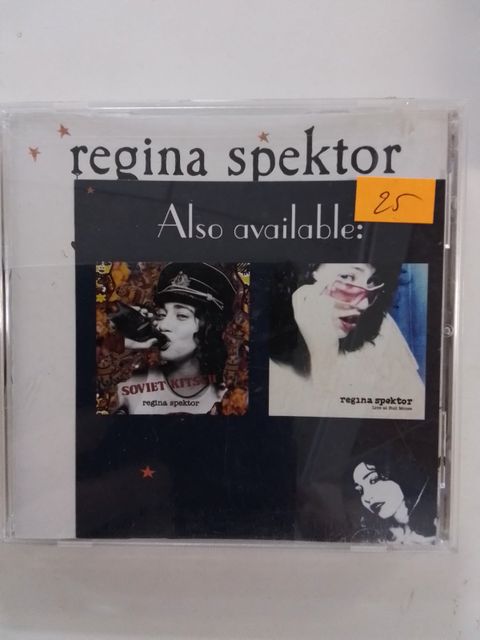 regina spektor
25
Also available:
SOVIET KITSCH
regina spektor
regina spektor
Live at Bull Moose